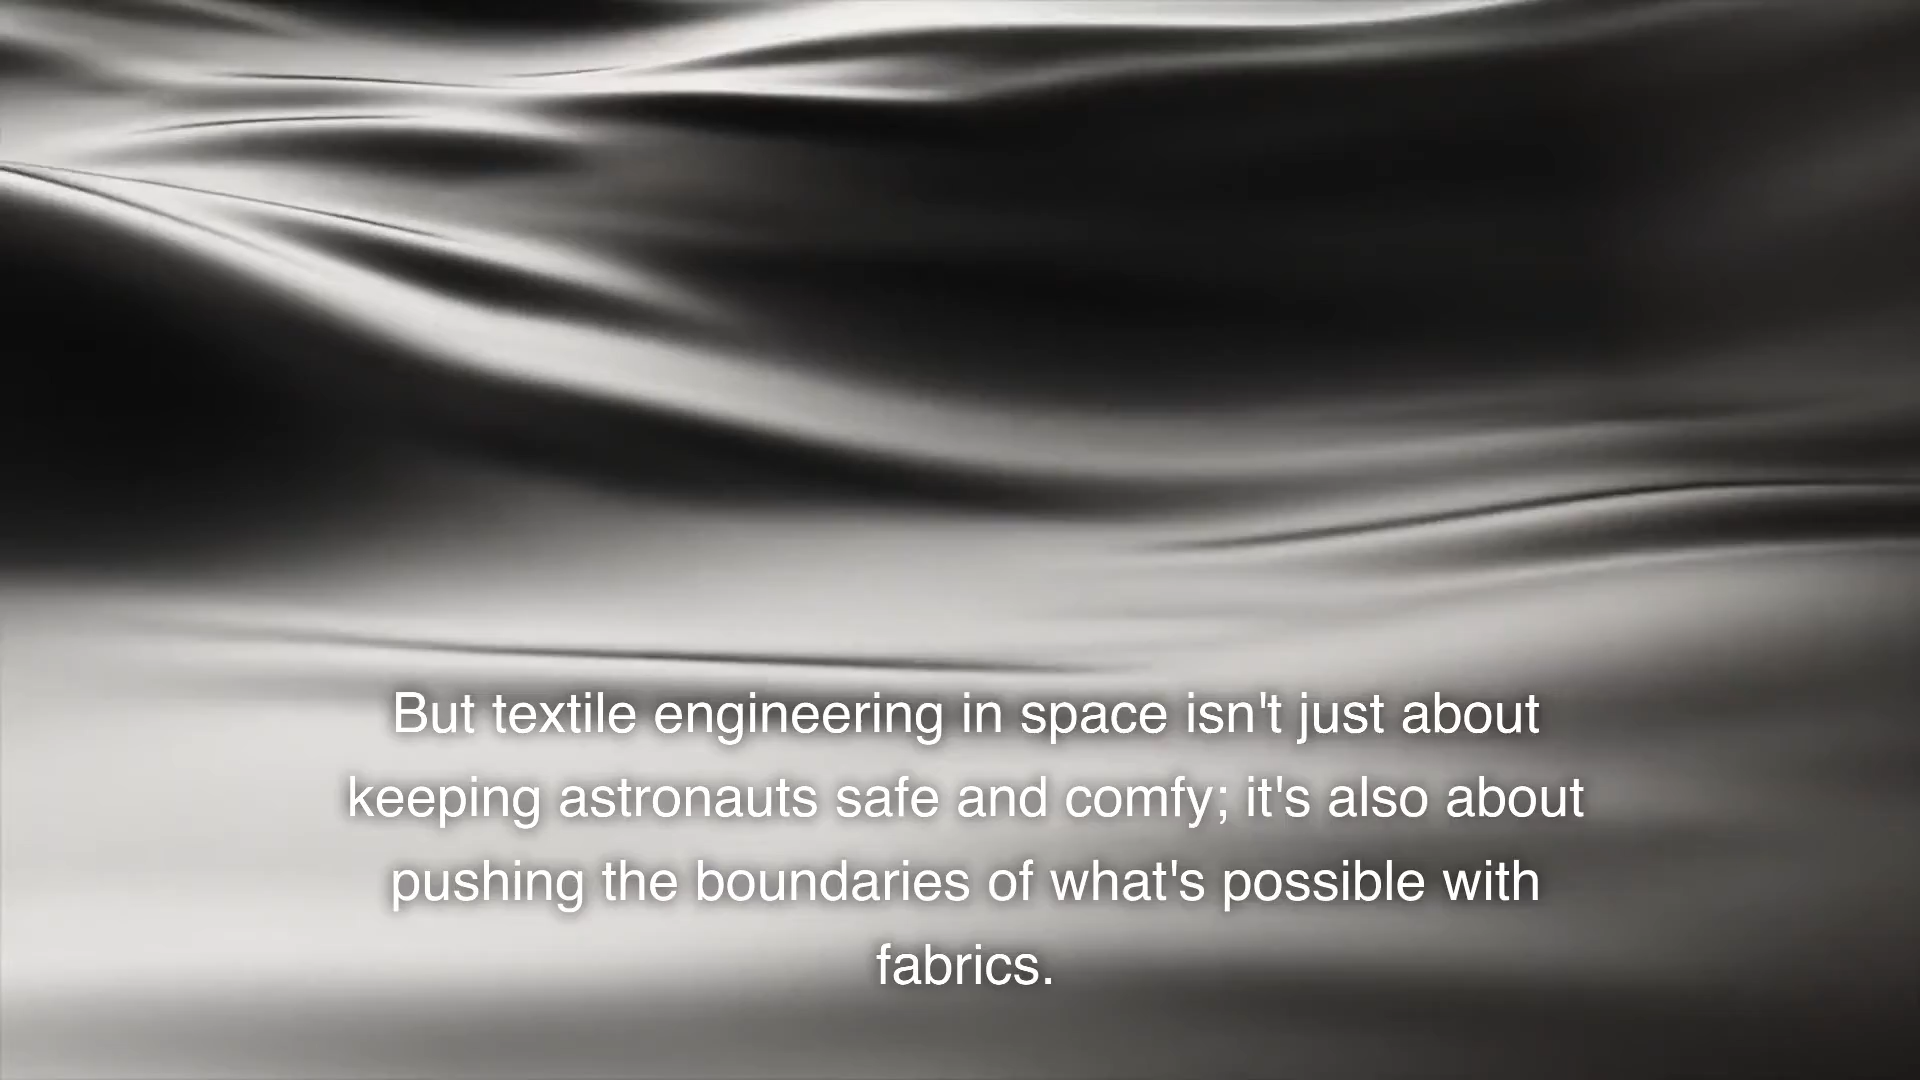 But textile engineering in space isn't just about
keeping astronauts safe and comfy; it's also about
pushing the boundaries of what's possible with
fabrics.